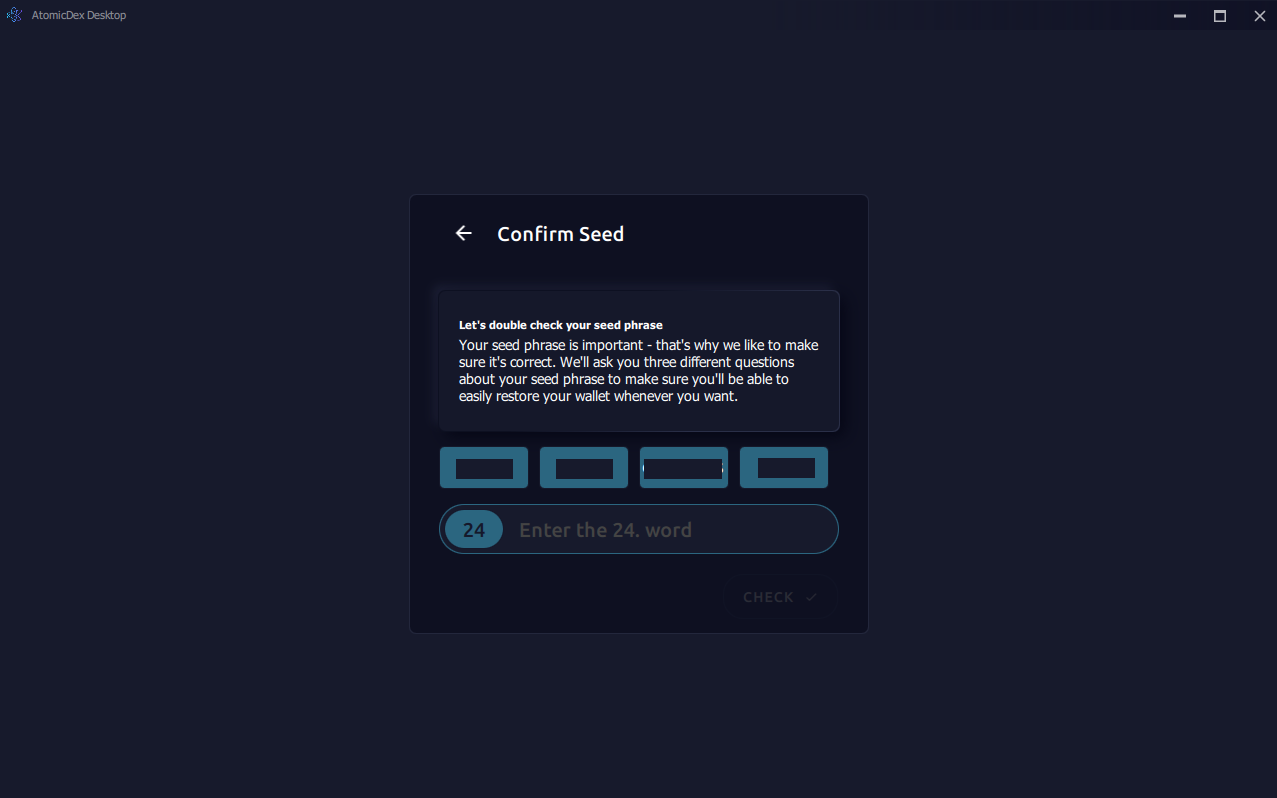 AtomicDex Desktop
Confirm Seed
Let's double check your seed phrase
Your seed phrase is important - that's why we like to make
sure it's correct. We'll ask you three different questions
about your seed phrase to make sure you'll be able to
easily restore your wallet whenever you want.
24 Enter the 24. word
CHECK